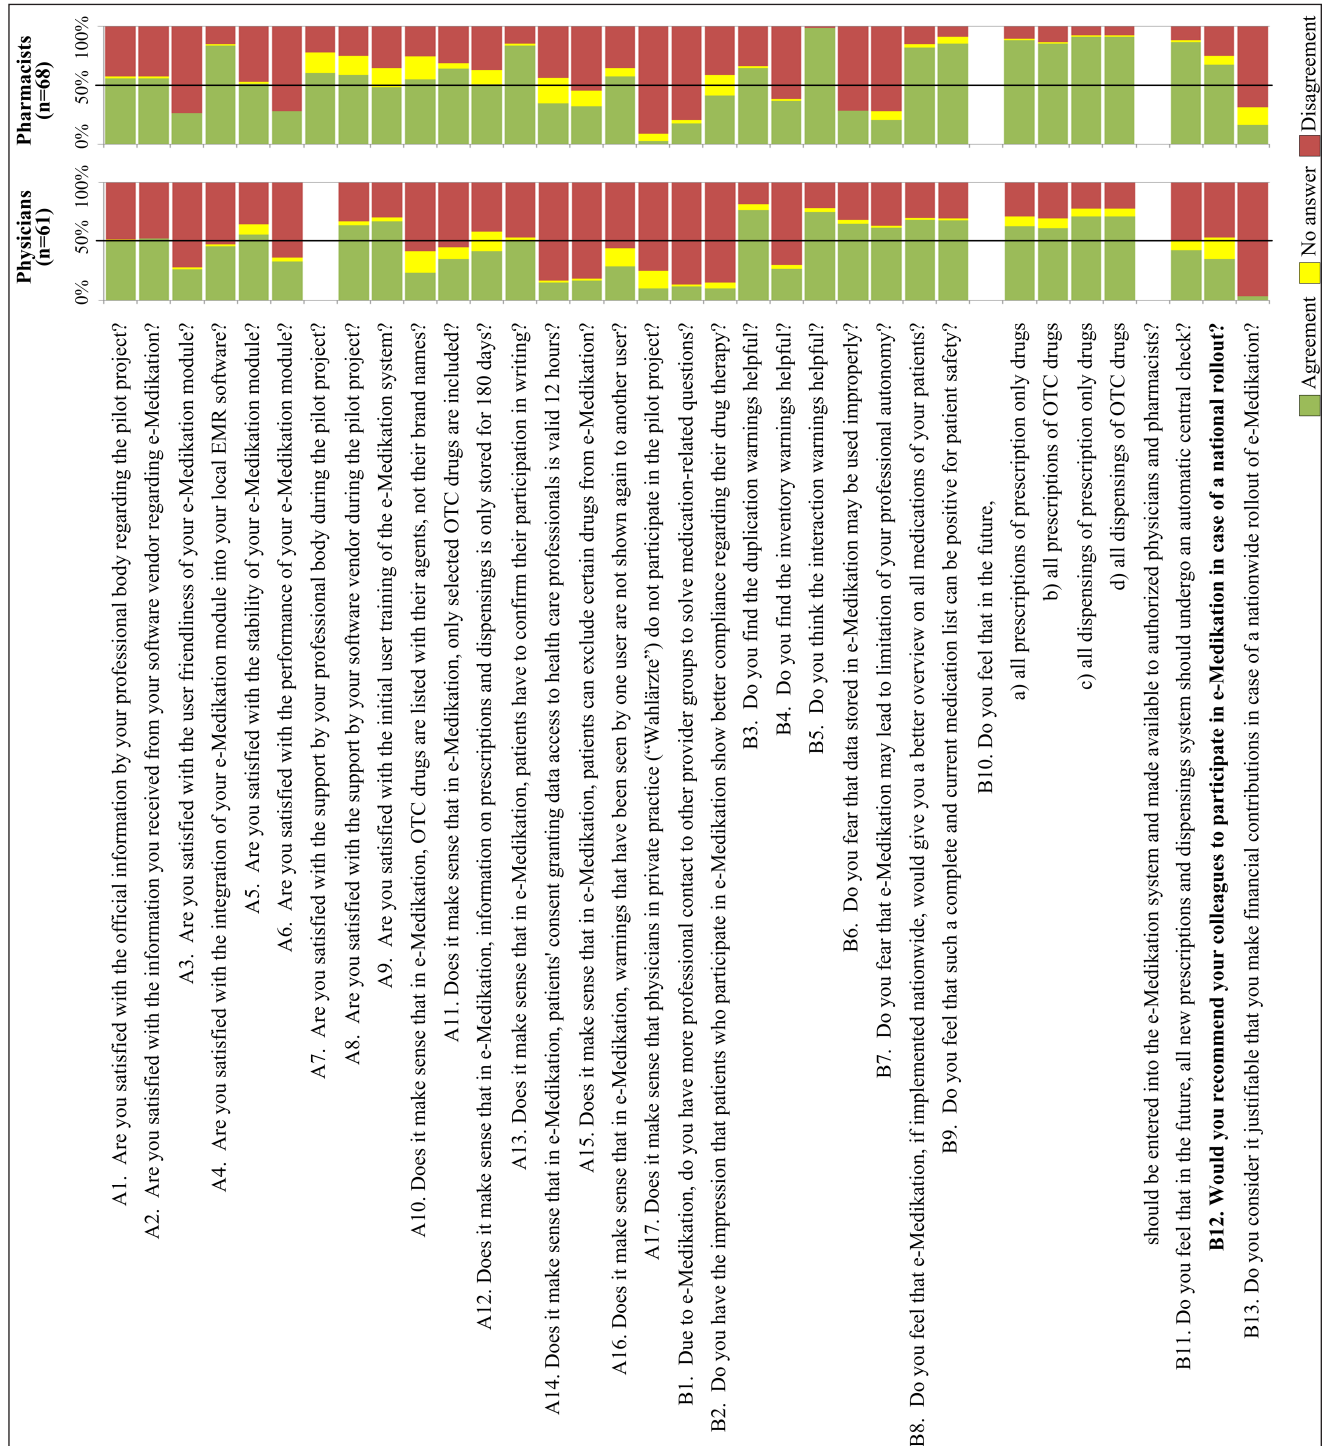 Physicians
(n=61)
Pharmacists
(n=68)
0% 50% 100%
0% 50% 100%
A1. Are you satisfied with the official information by your professional body regarding the pilot project?
A2. Are you satisfied with the information you received from your software vendor regarding e-Medikation?
A3. Are you satisfied with the user friendliness of your e-Medikation module?
A4. Are you satisfied with the integration of your e-Medikation module into your local EMR software?
A5. Are you satisfied with the stability of your e-Medikation module?
A6. Are you satisfied with the performance of your e-Medikation module?
A7. Are you satisfied with the support by your professional body during the pilot project?
A8. Are you satisfied with the support by your software vendor during the pilot project?
A9. Are you satisfied with the initial user training of the e-Medikation system?
A10. Does it make sense that in e-Medikation, OTC drugs are listed with their agents, not their brand names?
A11. Does it make sense that in e-Medikation, only selected OTC drugs are included?
A12. Does it make sense that in e-Medikation, information on prescriptions and dispensings is only stored for 180 days?
A13. Does it make sense that in e-Medikation, patients have to confirm their participation in writing?
A14. Does it make sense that in e-Medikation, patients' consent granting data access to health care professionals is valid 12 hours?
A15. Does it make sense that in e-Medikation, patients can exclude certain drugs from e-Medikation?
A16. Does it make sense that in e-Medikation, warnings that have been seen by one user are not shown again to another user?
A17. Does it make sense that physicians in private practice (“Wahlärzte”) do not participate in the pilot project?
B1. Due to e-Medikation, do you have more professional contact to other provider groups to solve medication-related questions?
B2. Do you have the impression that patients who participate in e-Medikation show better compliance regarding their drug therapy?
B3. Do you find the duplication warnings helpful?
B4. Do you find the inventory warnings helpful?
B5. Do you think the interaction warnings helpful?
B6. Do you fear that data stored in e-Medikation may be used improperly?
B7. Do you fear that e-Medikation may lead to limitation of your professional autonomy?
B8. Do you feel that e-Medikation, if implemented nationwide, would give you a better overview on all medications of your patients?
B9. Do you feel that such a complete and current medication list can be positive for patient safety?
B10. Do you feel that in the future,
a) all prescriptions of prescription only drugs
b) all prescriptions of OTC drugs
c) all dispensings of prescription only drugs
d) all dispensings of OTC drugs
should be entered into the e-Medikation system and made available to authorized physicians and pharmacists?
B11. Do you feel that in the future, all new prescriptions and dispensings system should undergo an automatic central check?
B12. Would you recommend your colleagues to participate in e-Medikation in case of a national rollout?
B13. Do you consider it justifiable that you make financial contributions in case of a nationwide rollout of e-Medikation?
Agreement No answer Disagreement